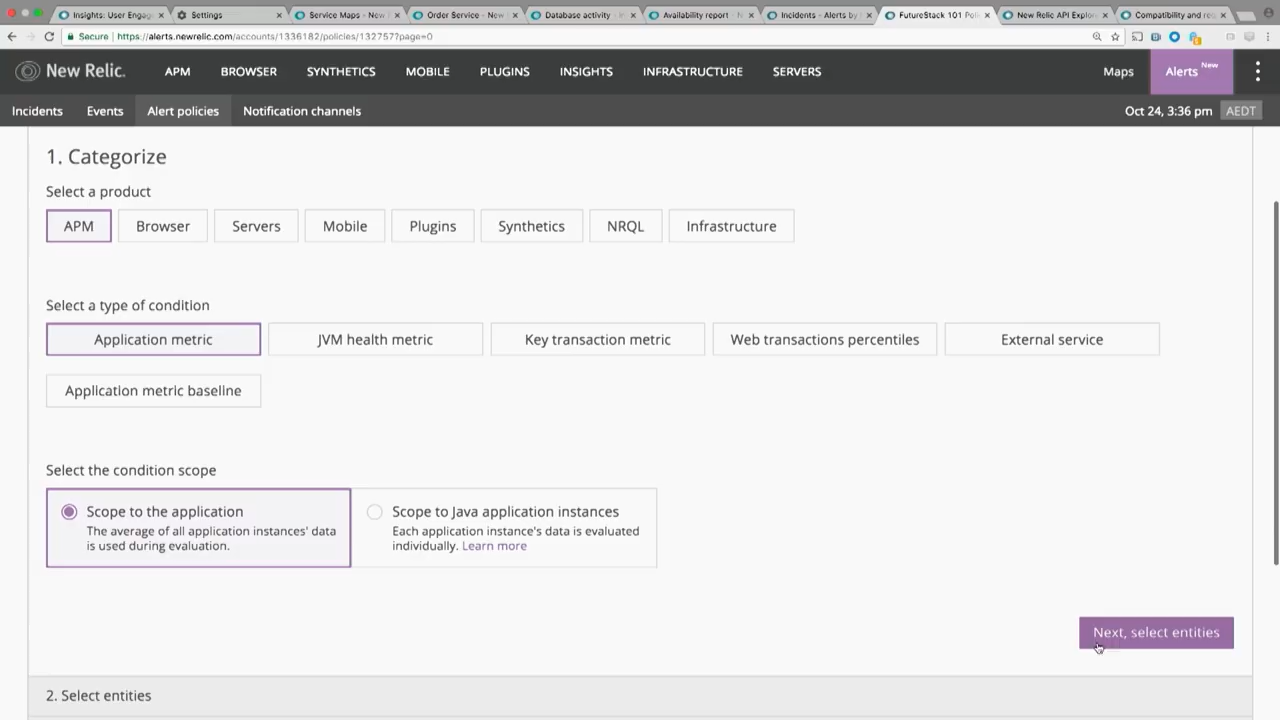 Insights: User Engag
Settings
Service Maps - New
Order Service - New
Database activity -
Availability report -
Incidents - Alerts by
FutureStack 101 Poli
New Relic API Explor
Compatibility and re
Secure | https://alerts.newrelic.com/accounts/1336182/policies/132757?page=0
New Relic. APM BROWSER SYNTHETICS MOBILE PLUGINS INSIGHTS INFRASTRUCTURE SERVERS Maps Alerts New
Incidents Events Alert policies Notification channels Oct 24, 3:36 pm AEDT
1. Categorize
Select a product
APM Browser Servers Mobile Plugins Synthetics NRQL Infrastructure
Select a type of condition
Application metric JVM health metric Key transaction metric Web transactions percentiles External service
Application metric baseline
Select the condition scope
Scope to the application
The average of all application instances' data
is used during evaluation.
Scope to Java application instances
Each application instance's data is evaluated
individually. Learn more
Next, select entities
2. Select entities